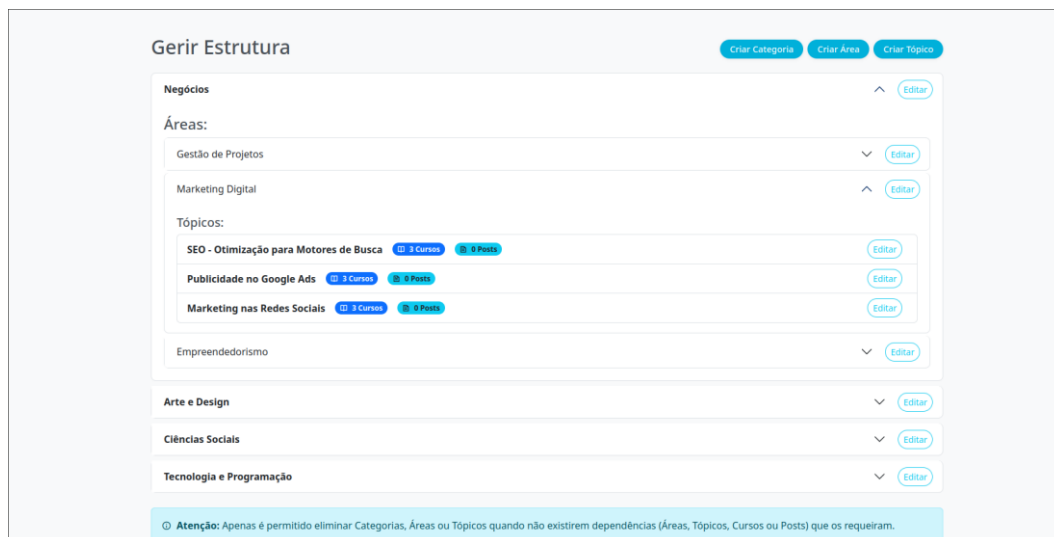 Gerir Estrutura
Criar Categoria Criar Área Criar Tópico
Negócios Editar
Áreas:
Gestão de Projetos Editar
Marketing Digital Editar
Tópicos:
SEO - Otimização para Motores de Busca 3 Cursos 0 Posts Editar
Publicidade no Google Ads 3 Cursos 0 Posts Editar
Marketing nas Redes Sociais 3 Cursos 0 Posts Editar
Empreendedorismo Editar
Arte e Design Editar
Ciências Sociais Editar
Tecnologia e Programação Editar
Atenção: Apenas é permitido eliminar Categorias, Áreas ou Tópicos quando não existirem dependências (Áreas, Tópicos, Cursos ou Posts) que os requeiram.